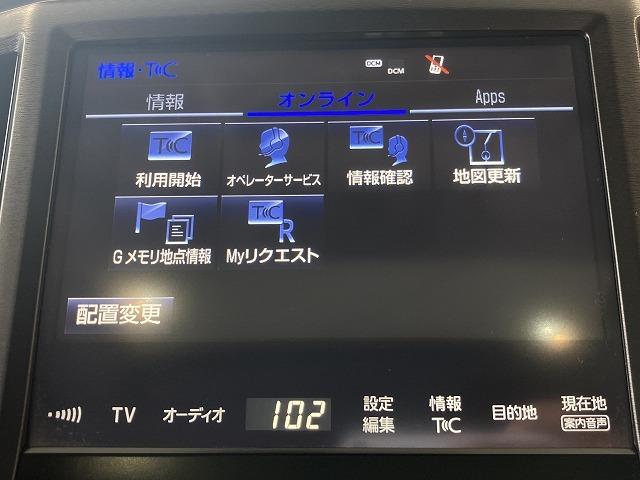 情報・T C
DCM
DCM
情報 オンライン Apps
TC
TC
利用開始 オペレーターサービス 情報確認 地図更新
TC
R
Gメモリ地点情報 Myリクエスト
配置変更
TV オーディオ 102 設定 編集 情報 TC 目的地 現在地 案内音声